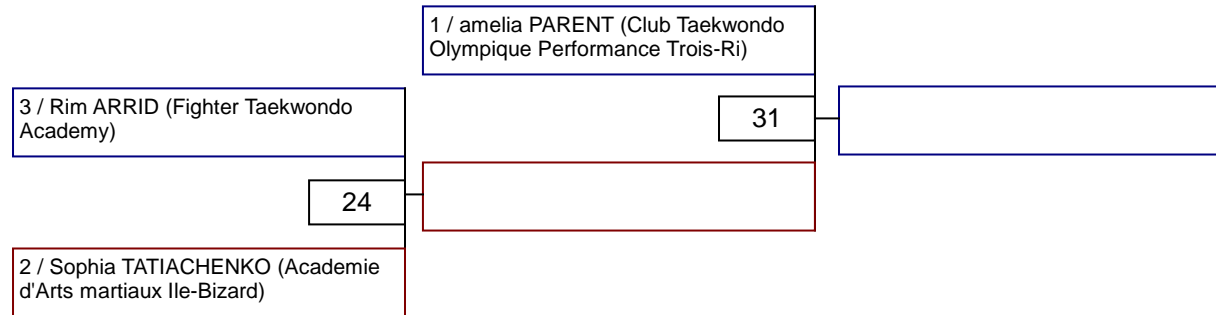 1 / amelia PARENT (Club Taekwondo
Olympique Performance Trois-Ri)
3 / Rim ARRID (Fighter Taekwondo
Academy)
31
24
2 / Sophia TATIACHENKO (Academie
d'Arts martiaux Ile-Bizard)